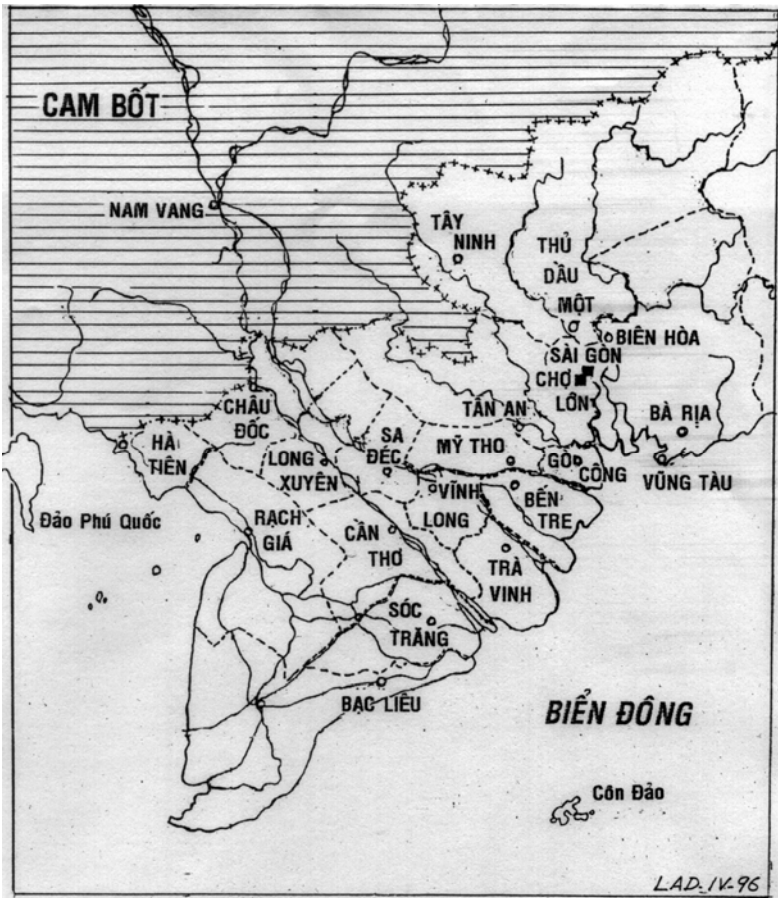 CAM BỐT
NAM VANG
TÂY
NINH
THỦ
DẦU
MỘT
BIÊN HÒA
SÀI GÒN
CHỢ
LỚN
BÀ RỊA
VŨNG TÀU
TÂN AN
CHÂU
ĐỐC
HÀ
TIÊN
SA
ĐÉC
MỸ THO
GÒ
CÔNG
LONG
XUYÊN
VĨNH
LONG
BẾN
TRE
Đảo Phú Quốc
RẠCH
GIÁ
CẦN
THƠ
TRÀ
VINH
SÓC
TRĂNG
BẠC LIÊU
BIỂN ĐÔNG
Côn Đảo
LAD-IV-96